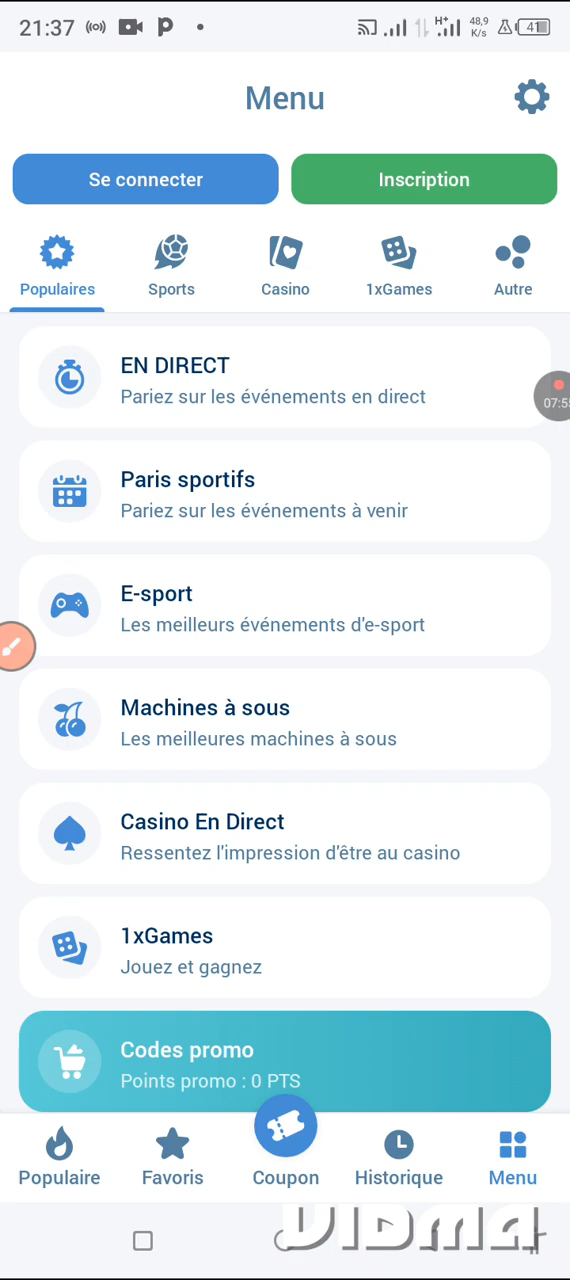 21:37
H+
48,9
K/s
41
Menu
Se connecter
Inscription
Populaires
Sports
Casino
1xGames
Autre
EN DIRECT
Pariez sur les événements en direct
07:5
Paris sportifs
Pariez sur les événements à venir
E-sport
Les meilleurs événements d'e-sport
Machines à sous
Les meilleures machines à sous
Casino En Direct
Ressentez l'impression d'être au casino
1xGames
Jouez et gagnez
Codes promo
Points promo : 0 PTS
Populaire
Favoris
Coupon
Historique
Menu
VIDMA